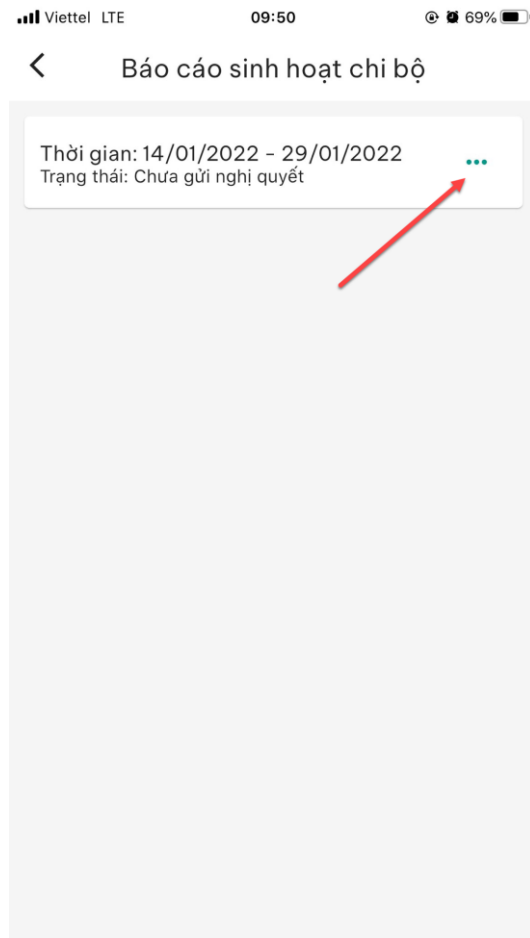 Viettel LTE 09:50 69%
Báo cáo sinh hoạt chi bộ
Thời gian: 14/01/2022 - 29/01/2022
Trạng thái: Chưa gửi nghị quyết